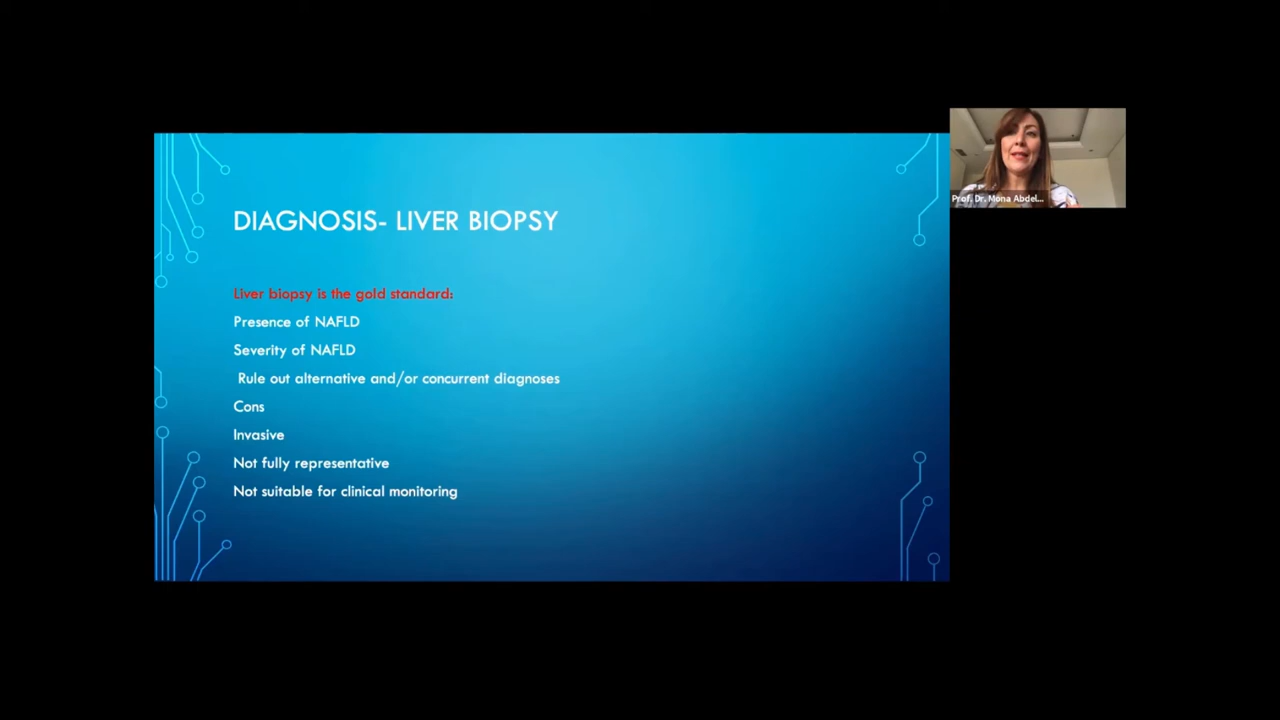 DIAGNOSIS- LIVER BIOPSY
Liver biopsy is the gold standard:
Presence of NAFLD
Severity of NAFLD
Rule out alternative and/or concurrent diagnoses
Cons
Invasive
Not fully representative
Not suitable for clinical monitoring
Prof. Dr. Mona Abdel...